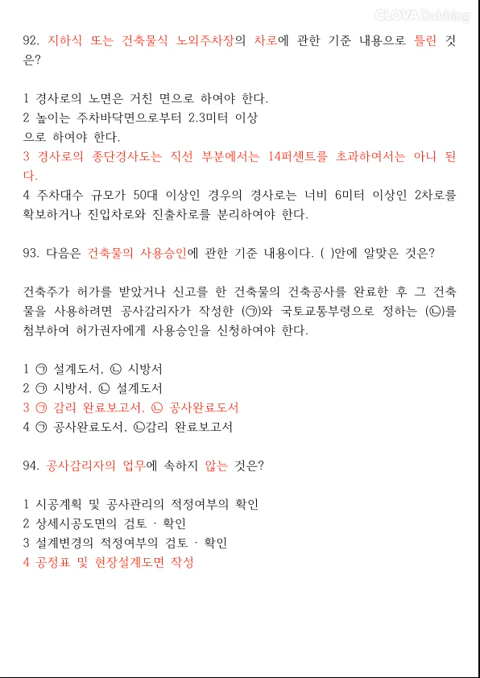 CLOVA Dubbing
92. 지하식 또는 건축물식 노외주차장의 차로에 관한 기준 내용으로 틀린 것
은?
1 경사로의 노면은 거친 면으로 하여야 한다.
2 높이는 주차바닥면으로부터 2.3미터 이상
으로 하여야 한다.
3 경사로의 종단경사도는 직선 부분에서는 14퍼센트를 초과하여서는 아니 된
다.
4 주차대수 규모가 50대 이상인 경우의 경사로는 너비 6미터 이상인 2차로를
확보하거나 진입차로와 진출차로를 분리하여야 한다.
93. 다음은 건축물의 사용승인에 관한 기준 내용이다. ( )안에 알맞은 것은?
건축주가 허가를 받았거나 신고를 한 건축물의 건축공사를 완료한 후 그 건축
물을 사용하려면 공사감리자가 작성한 (㉠)와 국토교통부령으로 정하는 (㉡)를
첨부하여 허가권자에게 사용승인을 신청하여야 한다.
1 ㉠ 설계도서, ㉡ 시방서
2 ㉠ 시방서, ㉡ 설계도서
3 ㉠ 감리 완료보고서, ㉡ 공사완료도서
4 ㉠ 공사완료도서, ㉡감리 완료보고서
94. 공사감리자의 업무에 속하지 않는 것은?
1 시공계획 및 공사관리의 적정여부의 확인
2 상세시공도면의 검토 · 확인
3 설계변경의 적정여부의 검토 · 확인
4 공정표 및 현장설계도면 작성